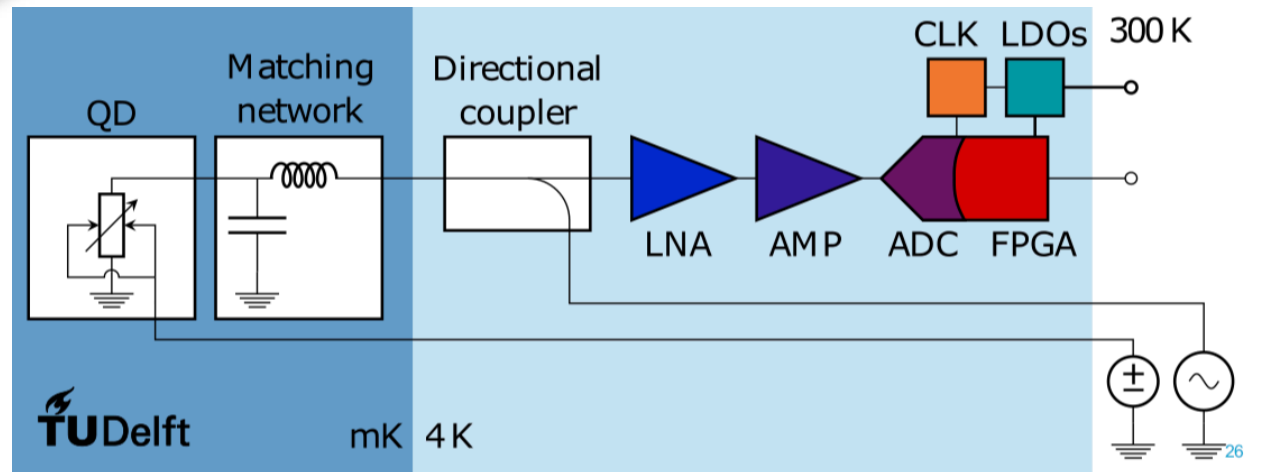 CLK LDOs 300 K
Matching
network
Directional
coupler
QD
LNA AMP ADC FPGA
TUDelft
mK 4 K
26